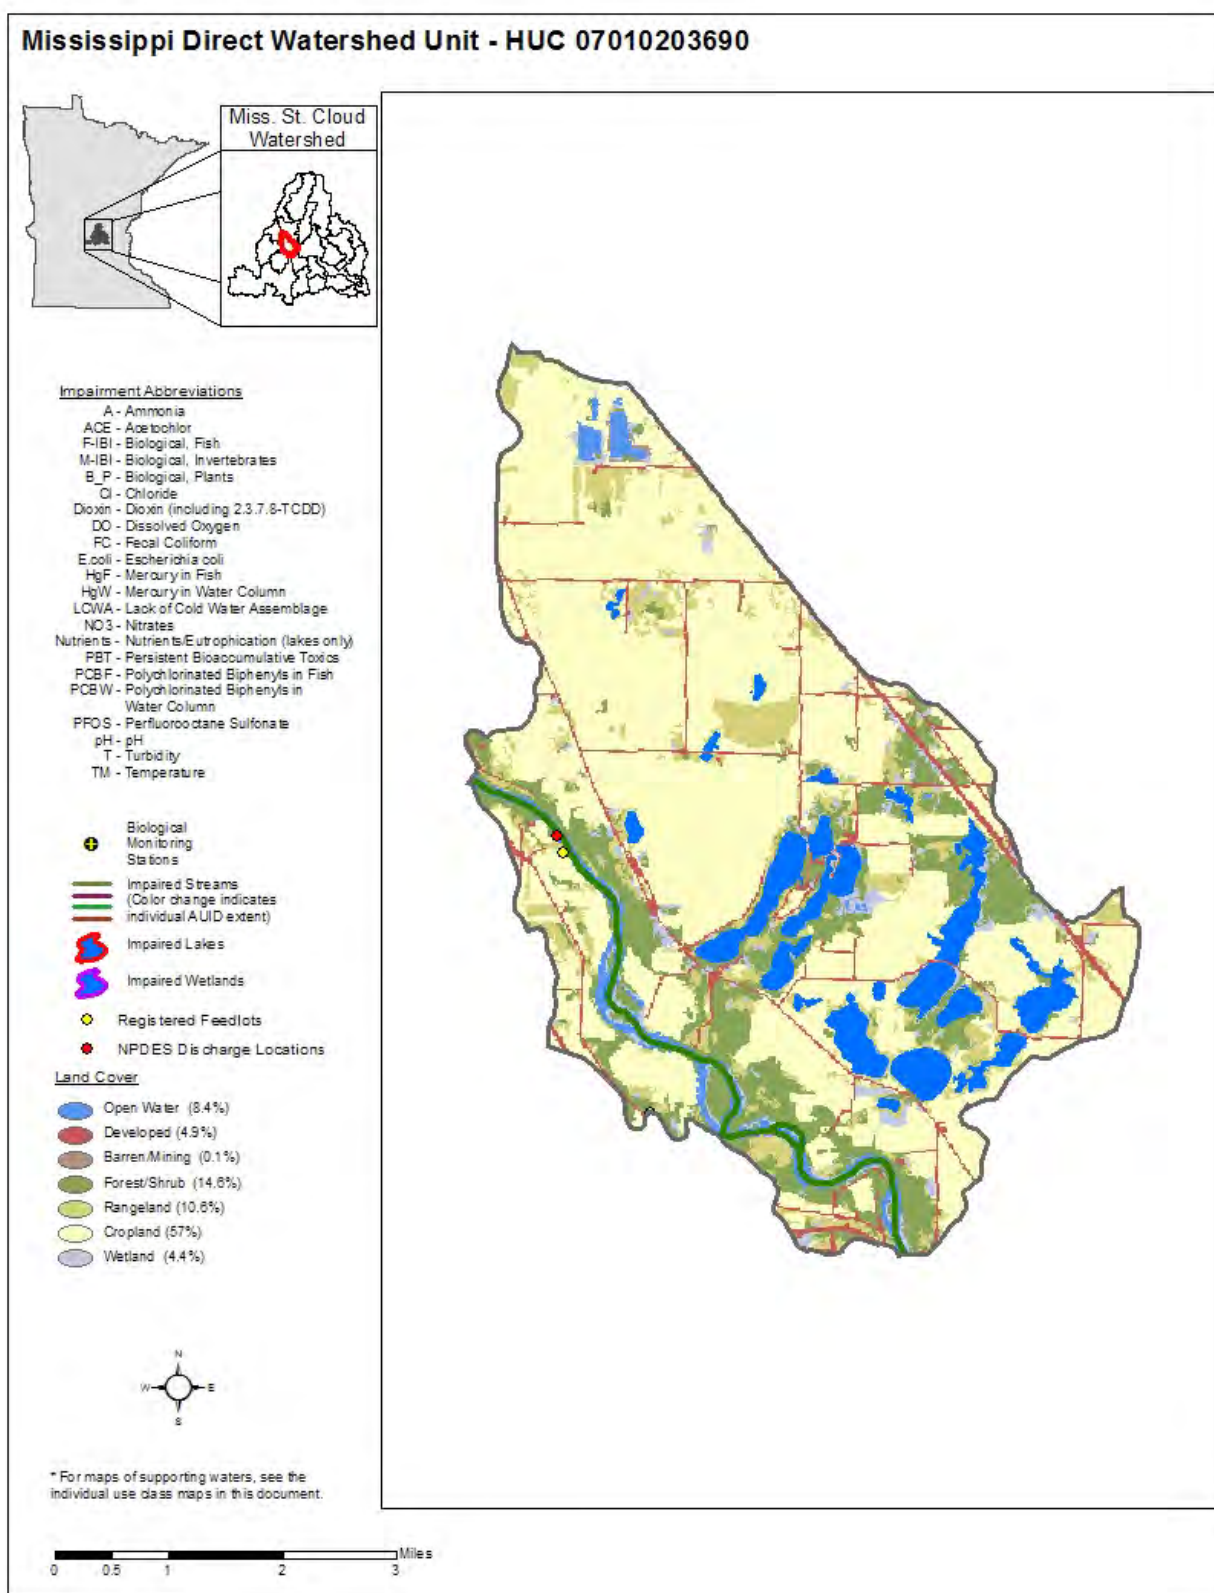 Mississippi Direct Watershed Unit - HUC 07010203690
Miss. St. Cloud
Watershed
Impairment Abbreviations
A - Ammonia
ACE - Acetochlor
F-IBI - Biological, Fish
M-IBI - Biological, Invertebrates
B_P - Biological, Plants
Cl - Chloride
Dioxin - Dioxin (including 2.3.7.8-TCDD)
DO - Dissolved Oxygen
FC - Fecal Coliform
E.coli - Escherichia coli
HgF - Mercury in Fish
HgW - Mercury in Water Column
LCWA - Lack of Cold Water Assemblage
NO3 - Nitrates
Nutrients - Nutrients/Eutrophication (lakes only)
PBT - Persistent Bioaccumulative Toxics
PCBF - Polychlorinated Biphenyls in Fish
PCBW - Polychlorinated Biphenyls in
Water Column
PFOS - Perfluorooctane Sulfonate
pH - pH
T - Turbidity
TM - Temperature
Biological
Monitoring
Stations
Impaired Streams
(Color change indicates
individual AUID extent)
Impaired Lakes
Impaired Wetlands
Registered Feedlots
NPDES Discharge Locations
Land Cover
Open Water (8.4%)
Developed (4.9%)
Barren/Mining (0.1%)
Forest/Shrub (14.6%)
Rangeland (10.6%)
Cropland (57%)
Wetland (4.4%)
N
W E
S
* For maps of supporting waters, see the
individual use class maps in this document.
Miles
0 0.5 1 2 3